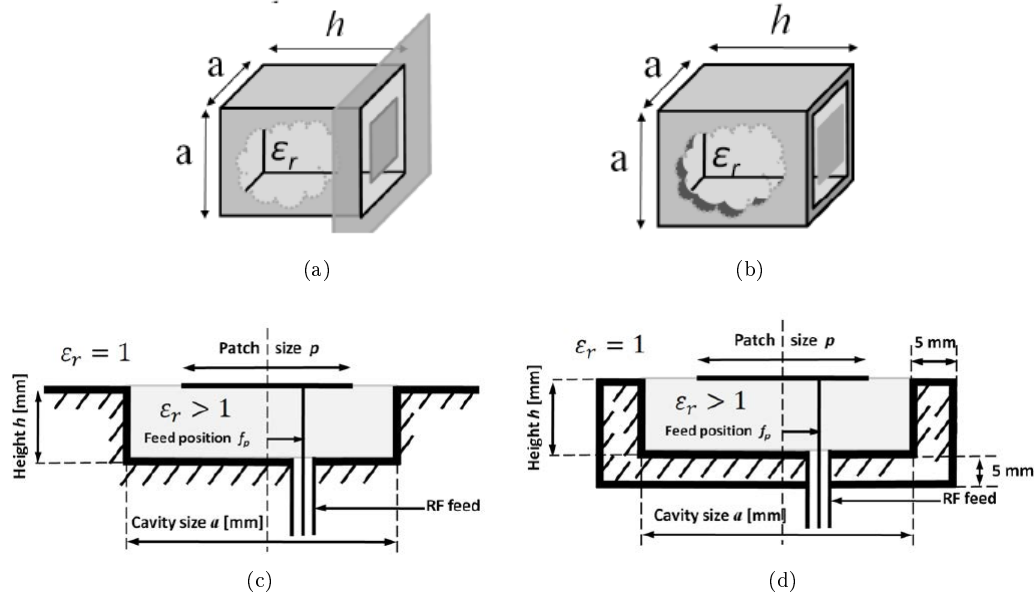 h
h
a
a
a
a
εr
εr
(a)
(b)
εr = 1
Patch size p
Height h [mm]
εr > 1
Feed position fp
RF feed
Cavity size a [mm]
(c)
εr = 1
Patch size p
5 mm
Height h [mm]
εr > 1
Feed position fp
5 mm
RF feed
Cavity size a [mm]
(d)